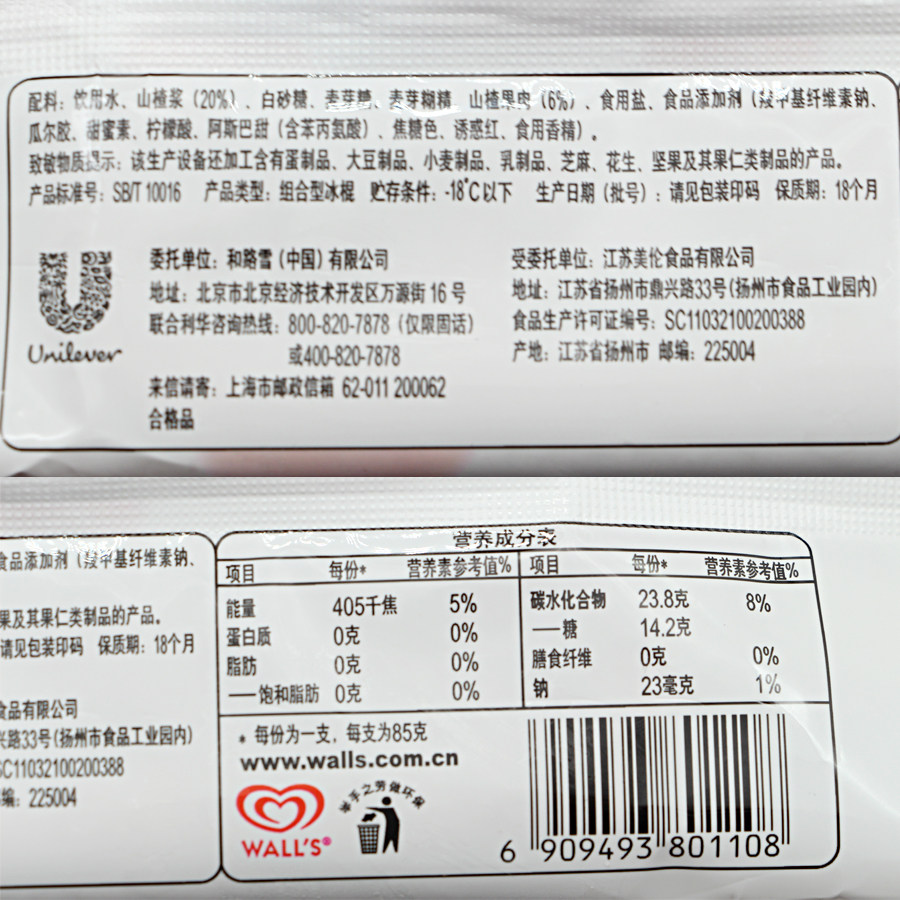 配料：饮用水、山楂浆（20%）、白砂糖、麦芽糖、麦芽糊精、山楂果肉（6%）、食用盐、食品添加剂（羧甲基纤维素钠、
瓜尔胶、甜蜜素、柠檬酸、阿斯巴甜（含苯丙氨酸）、焦糖色、诱惑红、食用香精）。
致敏物质提示：该生产设备还加工含有蛋制品、大豆制品、小麦制品、乳制品、芝麻、花生、坚果及其果仁类制品的产品。
产品标准号：SB/T 10016 产品类型：组合型冰棍 贮存条件：-18℃以下 生产日期（批号）：请见包装印码 保质期：18个月
Unilever
委托单位：和路雪（中国）有限公司
地址：北京市北京经济技术开发区万源街 16 号
联合利华咨询热线：800-820-7878（仅限固话）
或400-820-7878
来信请寄：上海市邮政信箱 62-011 200062
合格品
受委托单位：江苏美伦食品有限公司
地址：江苏省扬州市鼎兴路33号（扬州市食品工业园内）
食品生产许可证编号：SC11032100200388
产地：江苏省扬州市 邮编：225004
食品添加剂（羧甲基纤维素钠、
果及其果仁类制品的产品。
请见包装印码 保质期：18个月
食品有限公司
兴路33号（扬州市食品工业园内）
SC11032100200388
编：225004
营养成分表
项目 每份* 营养素参考值% 项目 每份* 营养素参考值%
能量 405千焦 5% 碳水化合物 23.8克 8%
蛋白质 0克 0% —糖 14.2克
脂肪 0克 0% 膳食纤维 0克 0%
—饱和脂肪 0克 0% 钠 23毫克 1%
* 每份为一支，每支为85克
www.walls.com.cn
举手之劳做环保
WALL'S®
6 909493 801108